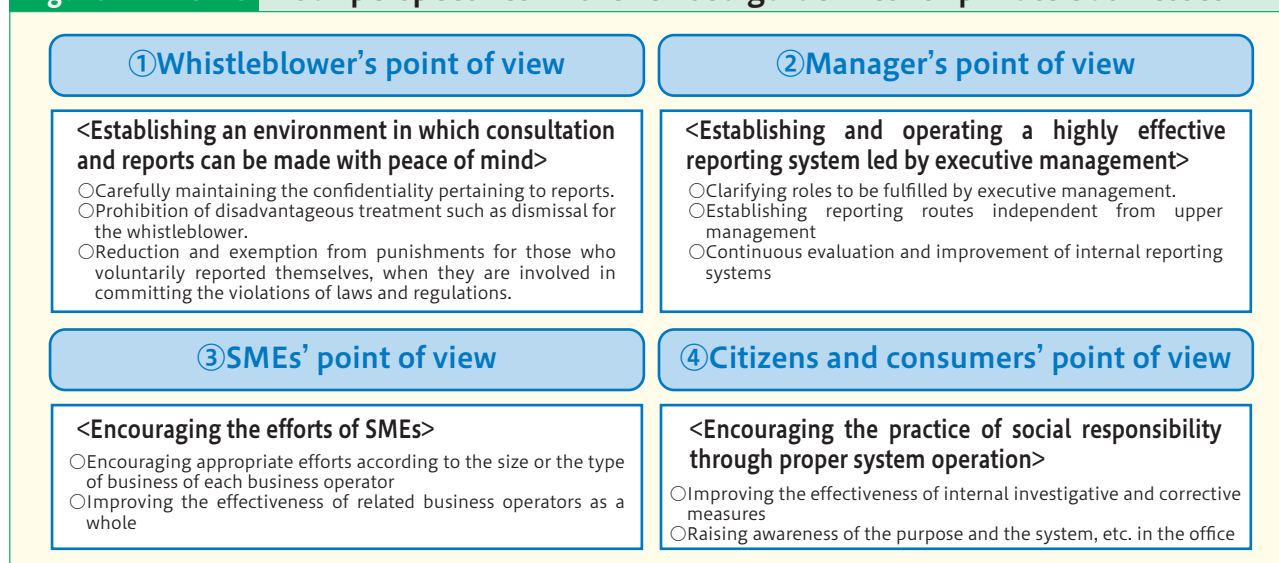 ①Whistleblower’s point of view
<Establishing an environment in which consultation
and reports can be made with peace of mind>
○Carefully maintaining the confidentiality pertaining to reports.
○Prohibition of disadvantageous treatment such as dismissal for
the whistleblower.
○Reduction and exemption from punishments for those who
voluntarily reported themselves, when they are involved in
committing the violations of laws and regulations.
②Manager’s point of view
<Establishing and operating a highly effective
reporting system led by executive management>
○Clarifying roles to be fulfilled by executive management.
○Establishing reporting routes independent from upper
management
○Continuous evaluation and improvement of internal reporting
systems
③SMEs’ point of view
<Encouraging the efforts of SMEs>
○Encouraging appropriate efforts according to the size or the type
of business of each business operator
○Improving the effectiveness of related business operators as a
whole
④Citizens and consumers’ point of view
<Encouraging the practice of social responsibility
through proper system operation>
○Improving the effectiveness of internal investigative and corrective
measures
○Raising awareness of the purpose and the system, etc. in the office